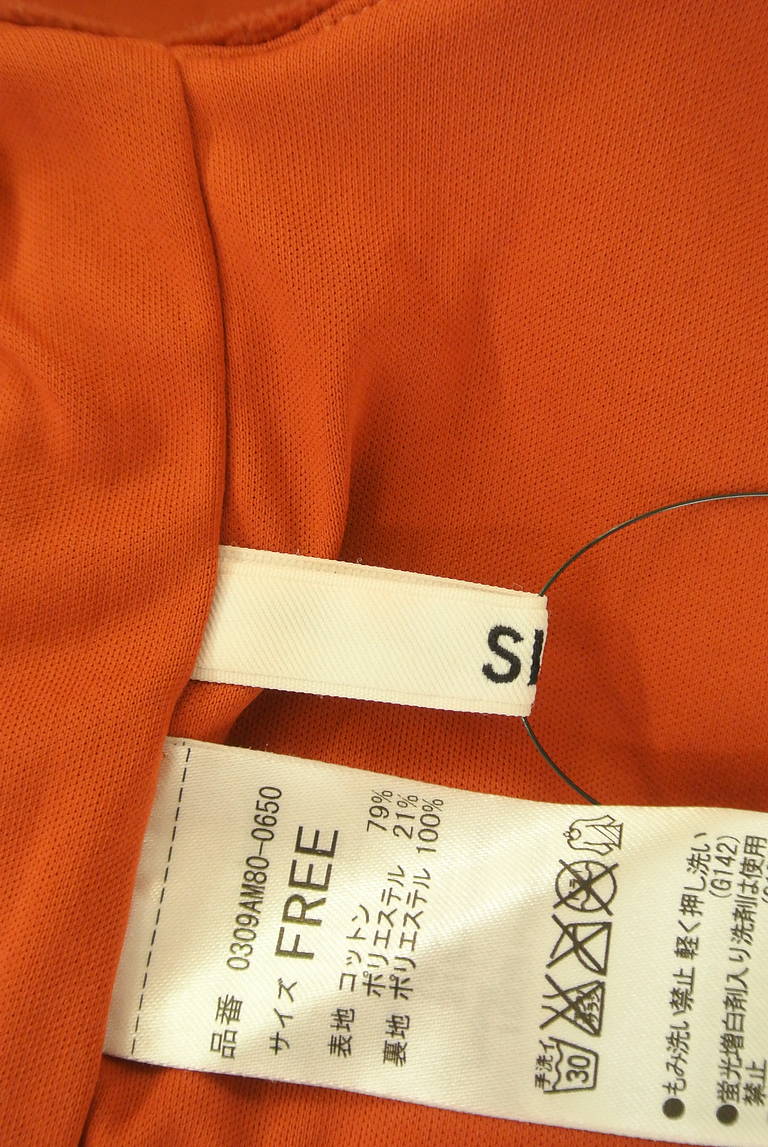 品番 0309AM80-0650
サイズ FREE
表地 コットン 79%
ポリエステル 21%
裏地 ポリエステル 100%
手洗イ
30
●もみ洗い禁止 軽く押し洗い
(G142)
●蛍光増白剤入り洗剤は使用
禁止